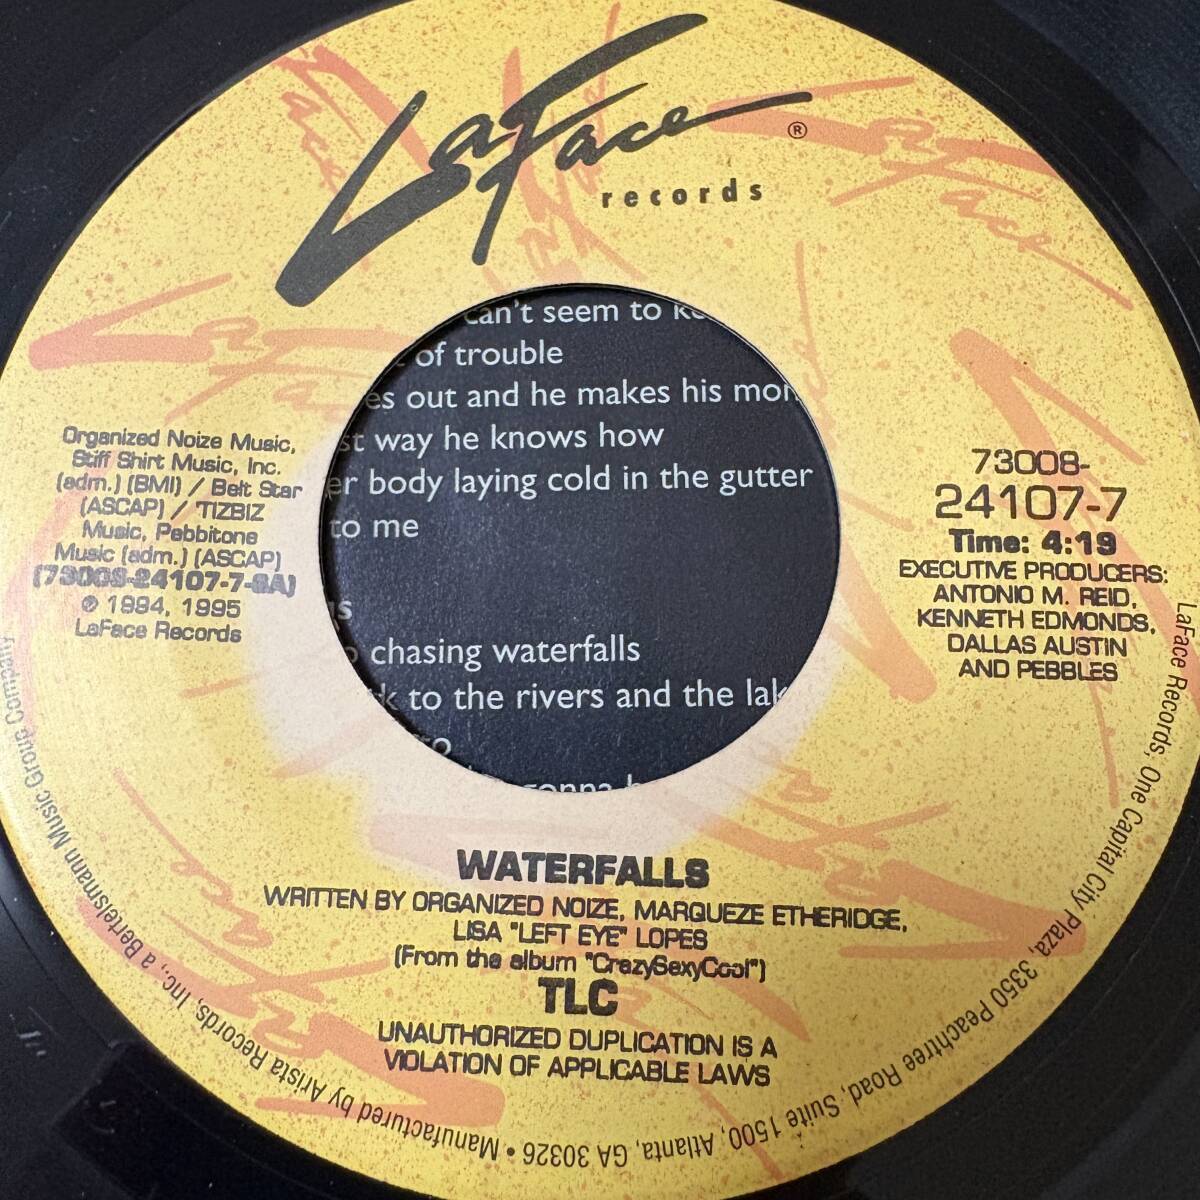 LaFace ®
records
can't seem to
of trouble
es out and he makes his
st way he knows how
er body laying cold in the gutter
to me
chasing waterfalls
to the rivers and the
Organized Noize Music,
Stiff Shirt Music, Inc.
(adm.) (BMI) / Belt Star
(ASCAP) / TIZBIZ
Music, Pebbitone
Music (adm.) (ASCAP)
(73008-24107-7-SA)
℗ 1994, 1995
LaFace Records
73008-
24107-7
Time: 4:19
EXECUTIVE PRODUCERS:
ANTONIO M. REID,
KENNETH EDMONDS,
DALLAS AUSTIN
AND PEBBLES
WATERFALLS
WRITTEN BY ORGANIZED NOIZE, MARQUEZE ETHERIDGE,
LISA "LEFT EYE" LOPES
(From the album "CrazySexyCool")
TLC
UNAUTHORIZED DUPLICATION IS A
VIOLATION OF APPLICABLE LAWS
LaFace Records, One Capital City Plaza, 3350 Peachtree Road, Suite 1500, Atlanta, GA 30326 • Manufactured by Arista Records, Inc., a Bertelsmann Music Group Company